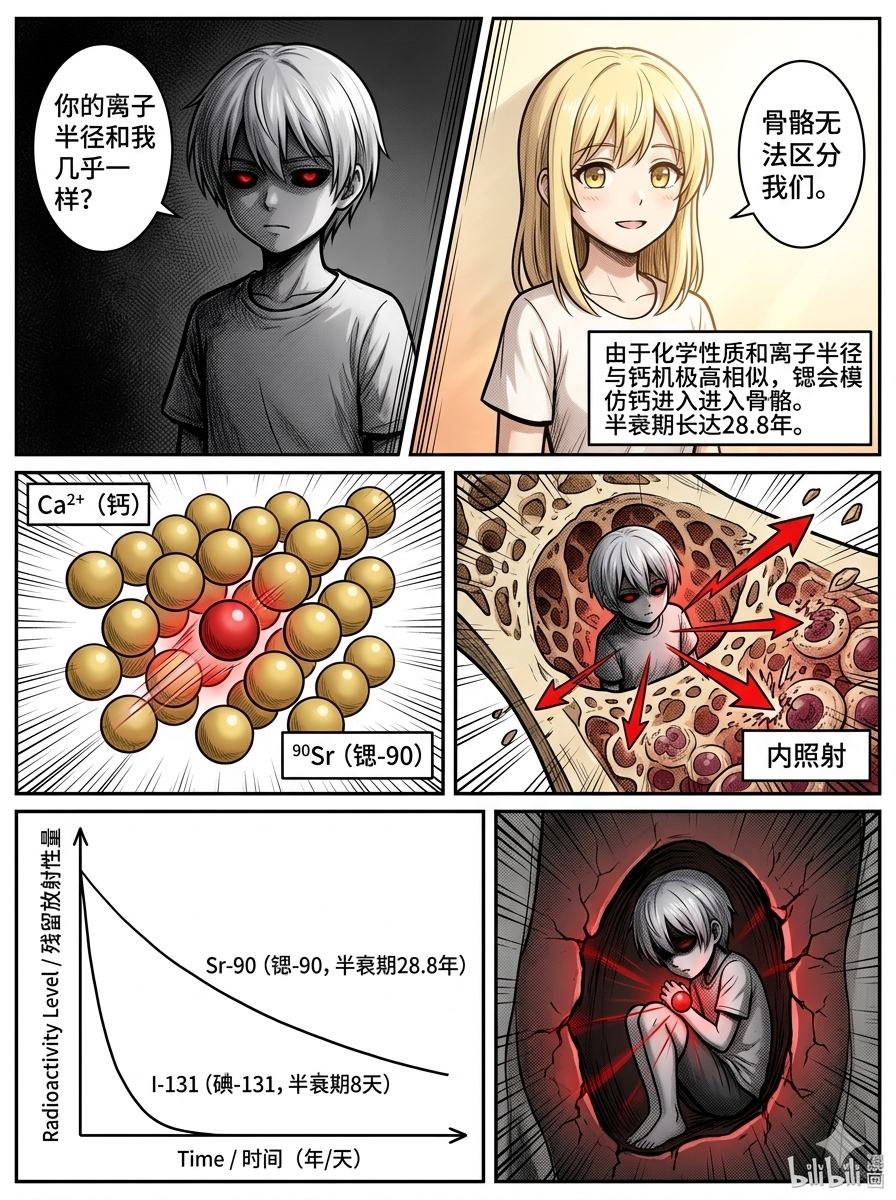 你的离子
半径和我
几乎一
样？
骨骼无
法区分
我们。
由于化学性质和离子半径
与钙机极高相似，锶会模
仿钙进入进入骨骼。
半衰期长达28.8年。
Ca²⁺（钙）
⁹⁰Sr（锶-90）
内照射
Radioactivity Level / 残留放射性量
Sr-90（锶-90，半衰期28.8年）
I-131（碘-131，半衰期8天）
Time / 时间（年/天）
bilibili 漫画